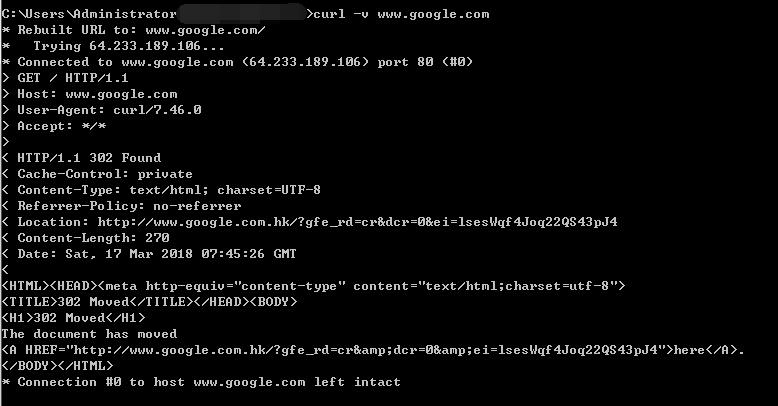 C:\Users\Administrator >curl -v www.google.com
* Rebuilt URL to: www.google.com/
*   Trying 64.233.189.106...
* Connected to www.google.com (64.233.189.106) port 80 (#0)
> GET / HTTP/1.1
> Host: www.google.com
> User-Agent: curl/7.46.0
> Accept: */*
>
< HTTP/1.1 302 Found
< Cache-Control: private
< Content-Type: text/html; charset=UTF-8
< Referrer-Policy: no-referrer
< Location: http://www.google.com.hk/?gfe_rd=cr&dcr=0&ei=lsesWqf4Joq22QS43pJ4
< Content-Length: 270
< Date: Sat, 17 Mar 2018 07:45:26 GMT
<
<HTML><HEAD><meta http-equiv="content-type" content="text/html;charset=utf-8">
<TITLE>302 Moved</TITLE></HEAD><BODY>
<H1>302 Moved</H1>
The document has moved
<A HREF="http://www.google.com.hk/?gfe_rd=cr&amp;dcr=0&amp;ei=lsesWqf4Joq22QS43pJ4">here</A>.
</BODY></HTML>
* Connection #0 to host www.google.com left intact